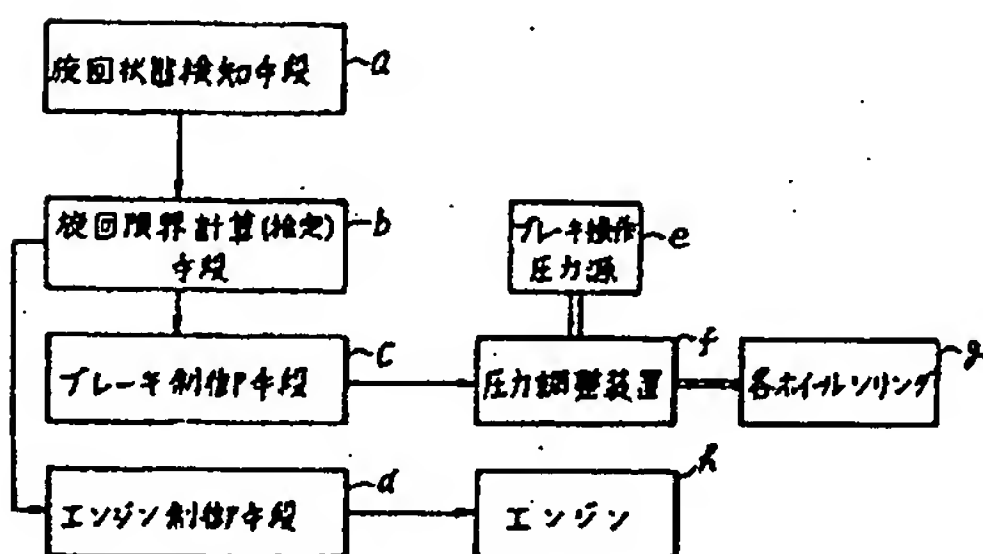 旋回状態検知手段
a
旋回限界計算(推定)
手段
b
ブレーキ操作
圧力源
e
ブレーキ制御手段
c
圧力調整装置
f
各ホイールシリンダ
g
エンジン制御手段
d
エンジン
h